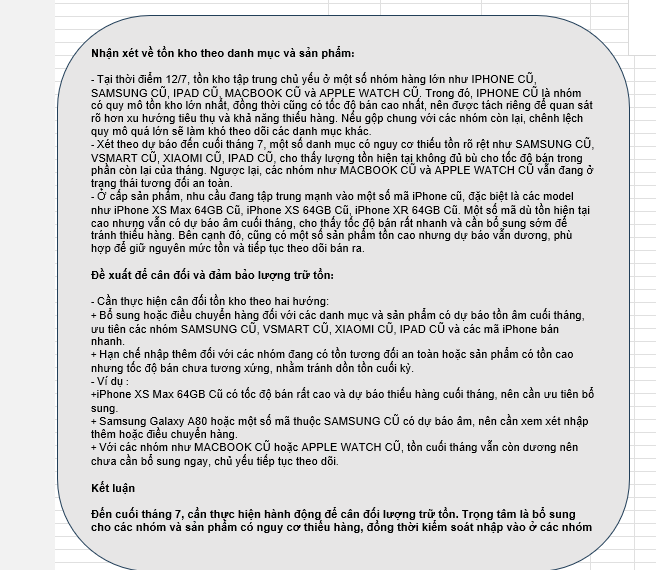 Nhận xét về tồn kho theo danh mục và sản phẩm:
- Tại thời điểm 12/7, tồn kho tập trung chủ yếu ở một số nhóm hàng lớn như IPHONE CŨ,
SAMSUNG CŨ, IPAD CŨ, MACBOOK CŨ và APPLE WATCH CŨ. Trong đó, IPHONE CŨ là nhóm
có quy mô tồn kho lớn nhất, đồng thời cũng có tốc độ bán cao nhất, nên được tách riêng để quan sát
rõ hơn xu hướng tiêu thụ và khả năng thiếu hàng. Nếu gộp chung với các nhóm còn lại, chênh lệch
quy mô quá lớn sẽ làm khó theo dõi các danh mục khác.
- Xét theo dự báo đến cuối tháng 7, một số danh mục có nguy cơ thiếu tồn rõ rệt như SAMSUNG CŨ,
VSMART CŨ, XIAOMI CŨ, IPAD CŨ, cho thấy lượng tồn hiện tại không đủ bù cho tốc độ bán trong
phần còn lại của tháng. Ngược lại, các nhóm như MACBOOK CŨ và APPLE WATCH CŨ vẫn đang ở
trạng thái tương đối an toàn.
- Ở cấp sản phẩm, nhu cầu đang tập trung mạnh vào một số mã iPhone cũ, đặc biệt là các model
như iPhone XS Max 64GB Cũ, iPhone XS 64GB Cũ, iPhone XR 64GB Cũ. Một số mã dù tồn hiện tại
cao nhưng vẫn có dự báo âm cuối tháng, cho thấy tốc độ bán rất nhanh và cần bổ sung sớm để
tránh thiếu hàng. Bên cạnh đó, cũng có một số sản phẩm tồn cao nhưng dự báo vẫn dương, phù
hợp để giữ nguyên mức tồn và tiếp tục theo dõi bán ra.
Đề xuất để cân đối và đảm bảo lượng trữ tồn:
- Cần thực hiện cân đối tồn kho theo hai hướng:
+ Bổ sung hoặc điều chuyển hàng đối với các danh mục và sản phẩm có dự báo tồn âm cuối tháng,
ưu tiên các nhóm SAMSUNG CŨ, VSMART CŨ, XIAOMI CŨ, IPAD CŨ và các mã iPhone bán
nhanh.
+ Hạn chế nhập thêm đối với các nhóm đang có tồn tương đối an toàn hoặc sản phẩm có tồn cao
nhưng tốc độ bán chưa tương xứng, nhằm tránh dồn tồn cuối kỳ.
- Ví dụ :
+iPhone XS Max 64GB Cũ có tốc độ bán rất cao và dự báo thiếu hàng cuối tháng, nên cần ưu tiên bổ
sung.
+ Samsung Galaxy A80 hoặc một số mã thuộc SAMSUNG CŨ có dự báo âm, nên cần xem xét nhập
thêm hoặc điều chuyển hàng.
+ Với các nhóm như MACBOOK CŨ hoặc APPLE WATCH CŨ, tồn cuối tháng vẫn còn dương nên
chưa cần bổ sung ngay, chủ yếu tiếp tục theo dõi.
Kết luận
Đến cuối tháng 7, cần thực hiện hành động để cân đối lượng trữ tồn. Trọng tâm là bổ sung
cho các nhóm và sản phẩm có nguy cơ thiếu hàng, đồng thời kiểm soát nhập vào ở các nhóm